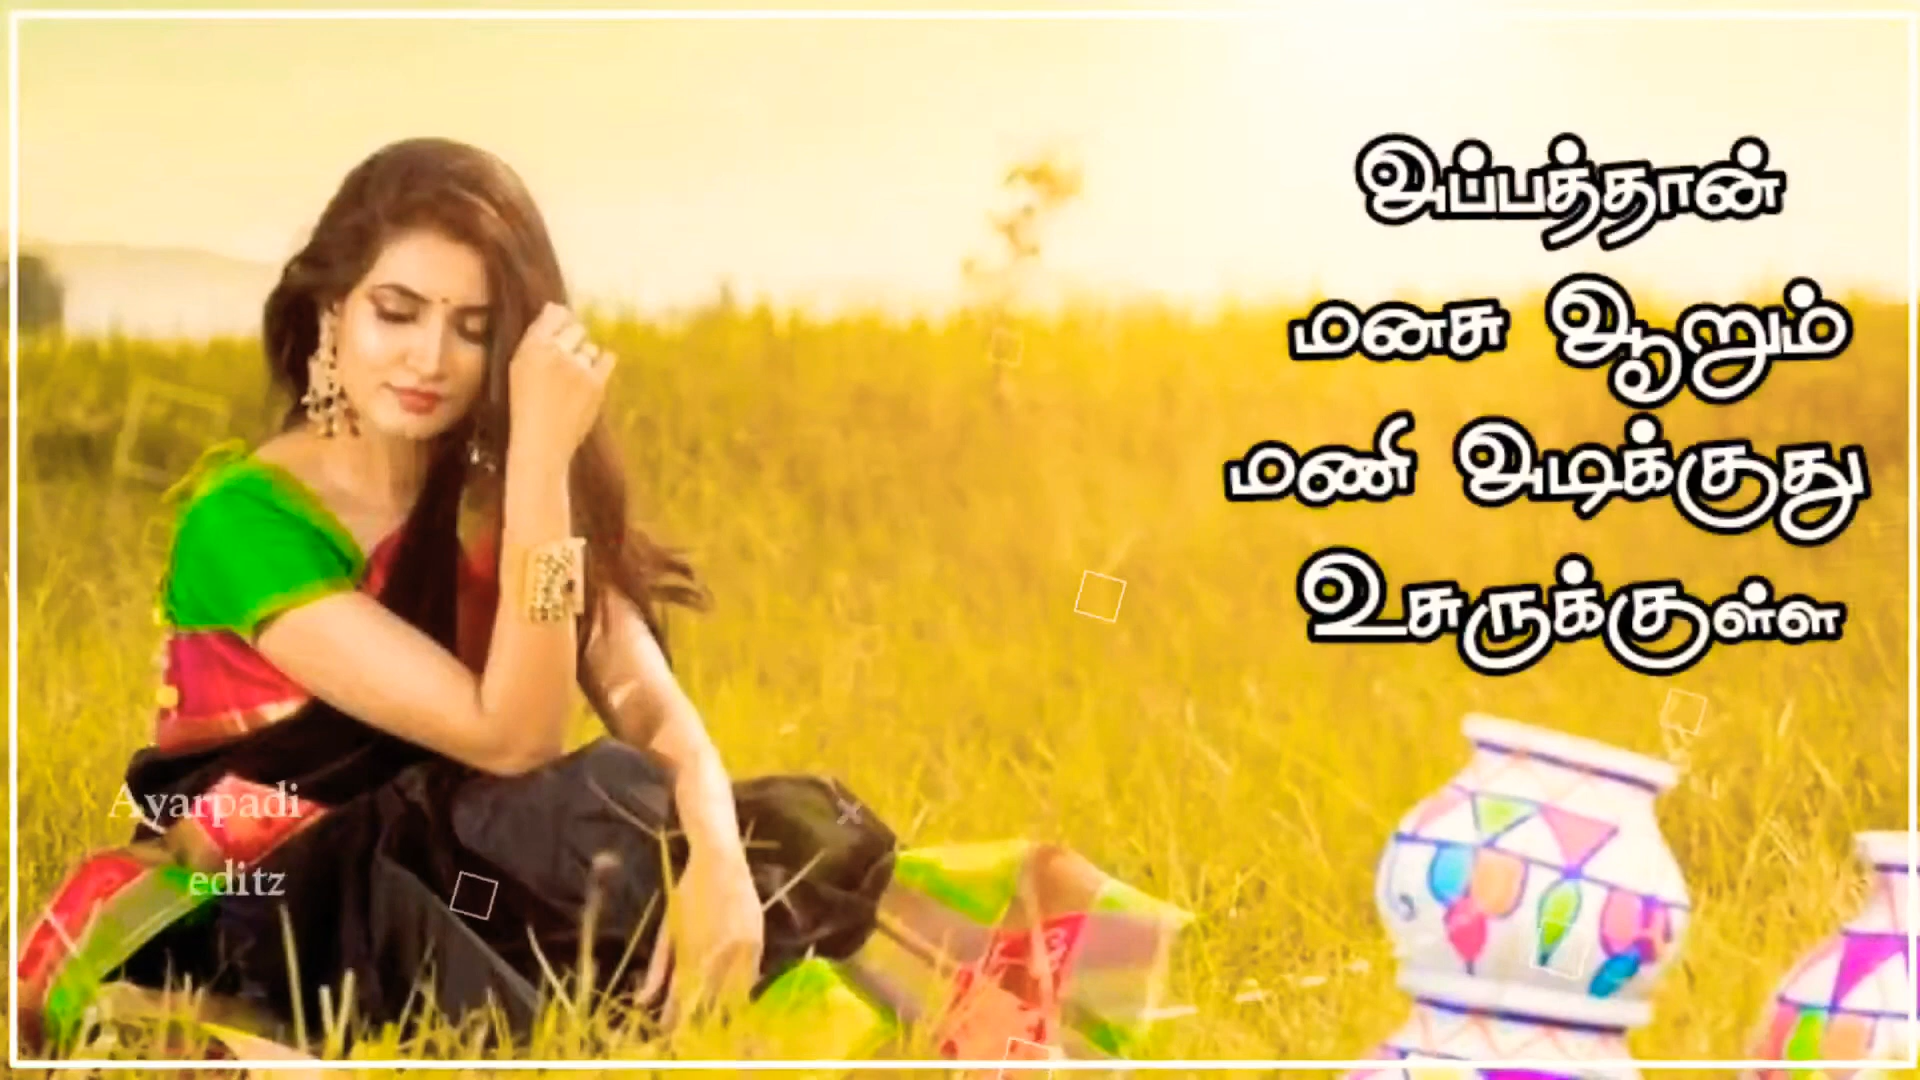 அப்பத்தான்
மனசு ஆறும்
மணி அடிக்குது
உசுருக்குள்ள
Ayarpadi
editz